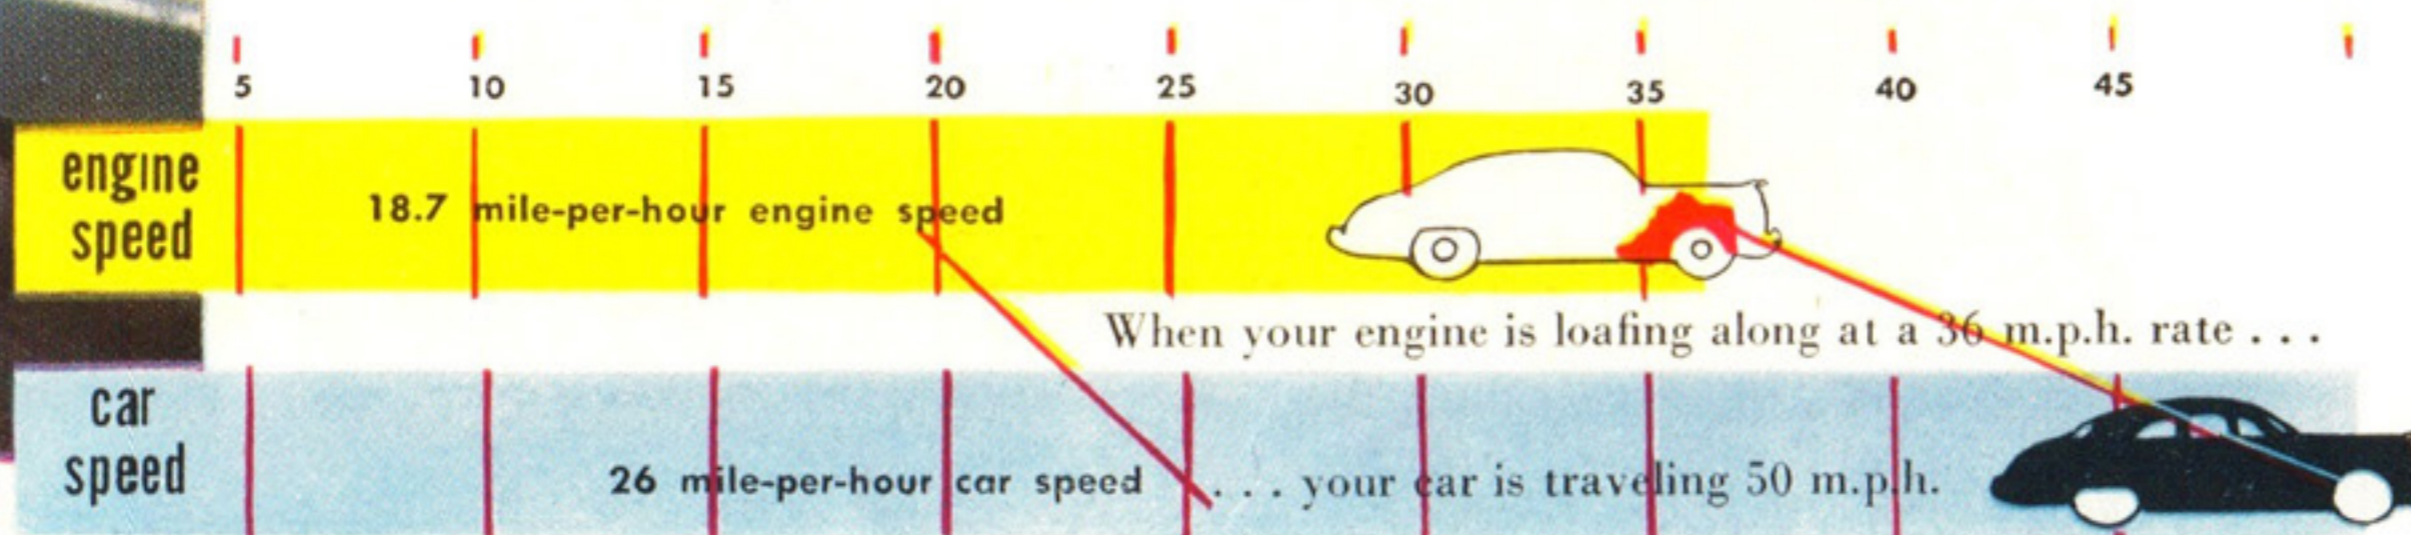 5 10 15 20 25 30 35 40 45
engine
speed
18.7 mile-per-hour engine speed
When your engine is loafing along at a 36 m.p.h. rate . . .
car
speed
26 mile-per-hour car speed
. . . your car is traveling 50 m.p.h.